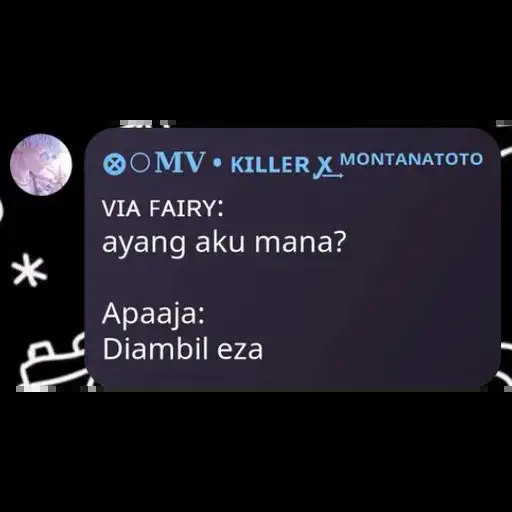 ⊗○MV • KILLER χ MONTANATOTO
VIA FAIRY:
ayang aku mana?
Apaaja:
Diambil eza